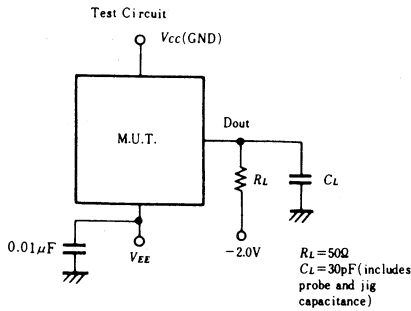 Test Circuit
Vcc(GND)
M.U.T.
Dout
RL
CL
0.01μF
VEE
−2.0V
RL=50Ω
CL=30pF(includes
probe and jig
capacitance)